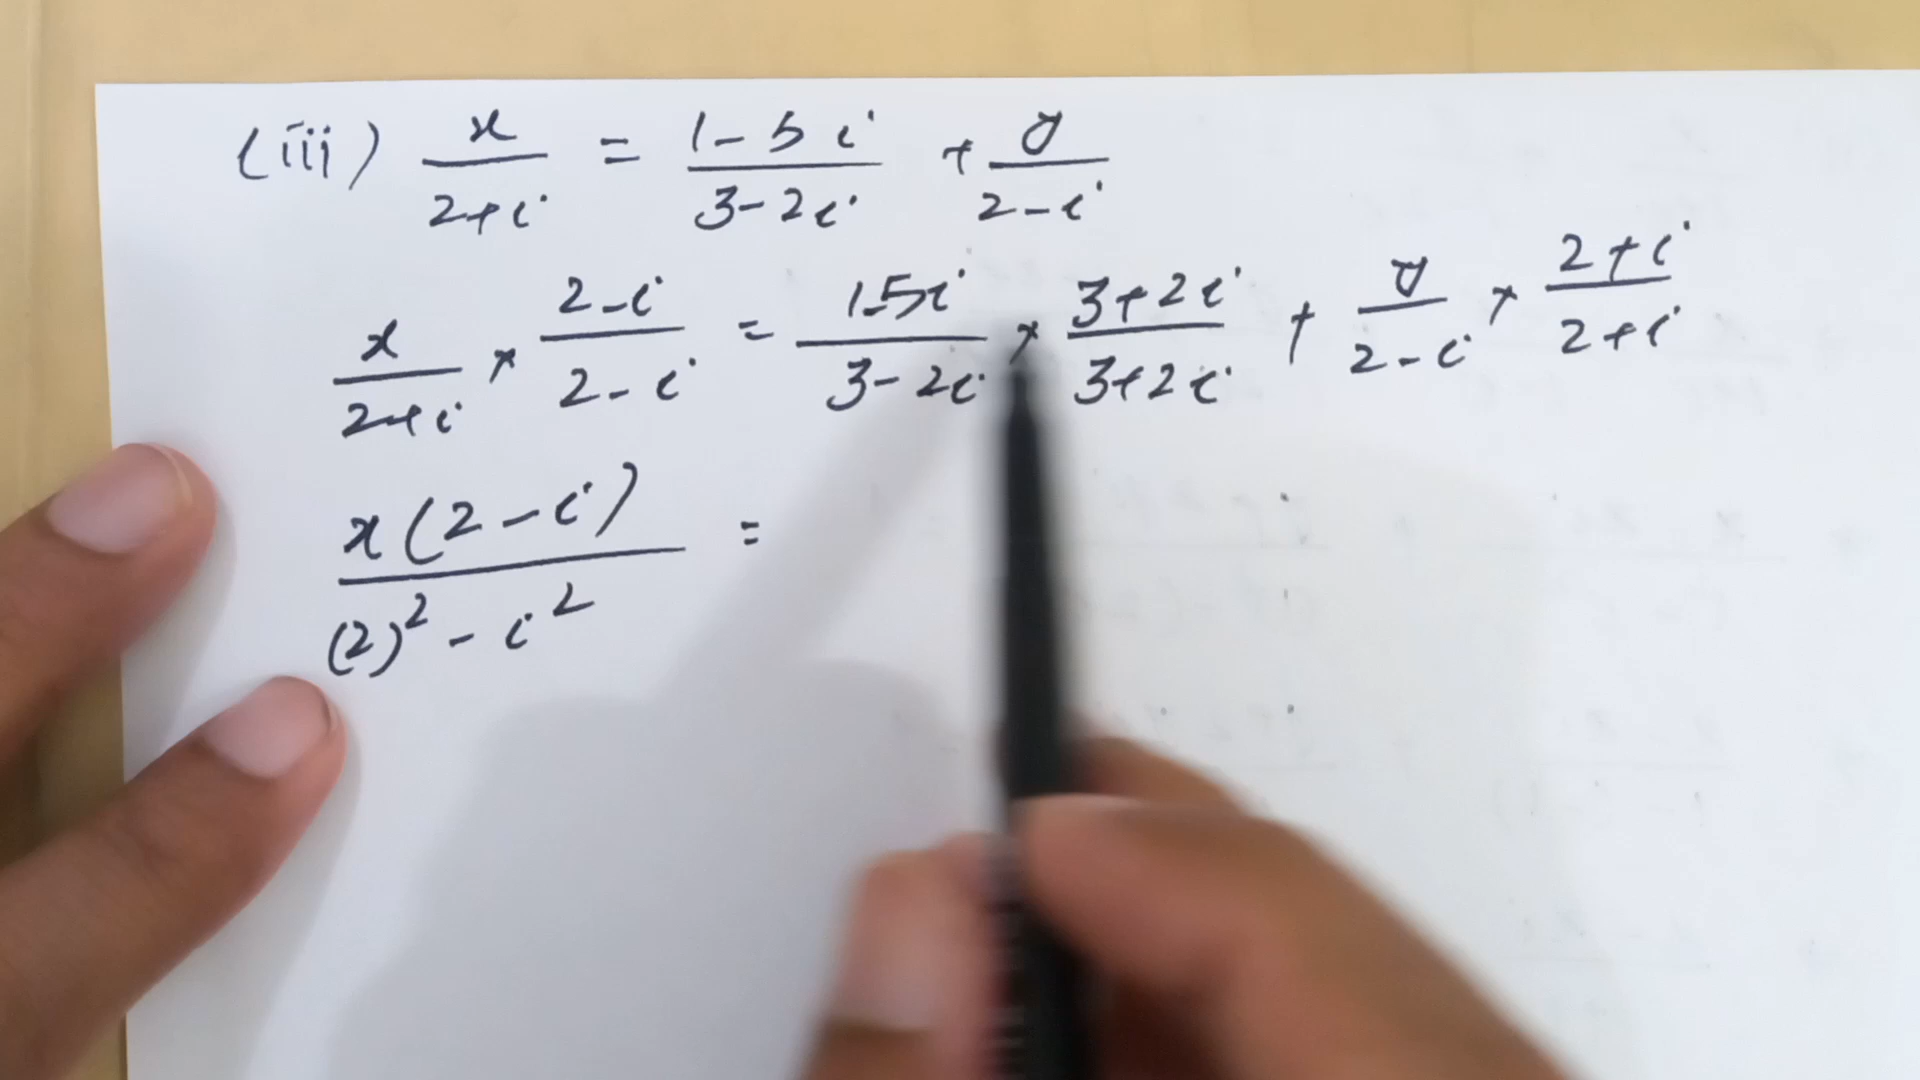 (iii) x/(2+i) = (1-5i)/(3-2i) + y/(2-i)
x/(2+i) × (2-i)/(2-i) = (1-5i)/(3-2i) × (3+2i)/(3+2i) + y/(2-i) × (2+i)/(2+i)
x(2-i)/((2)² - i²) =